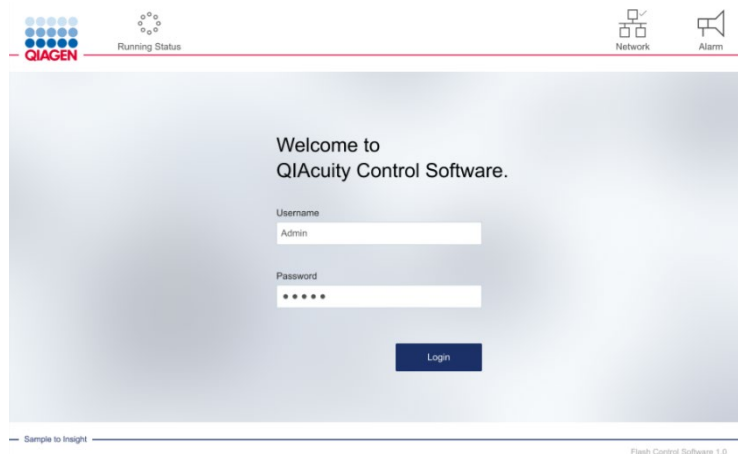 QIAGEN
Running Status
Network
Alarm
Welcome to
QIAcuity Control Software.
Username
Admin
Password
Login
Sample to Insight
Flash Control Software 1.0